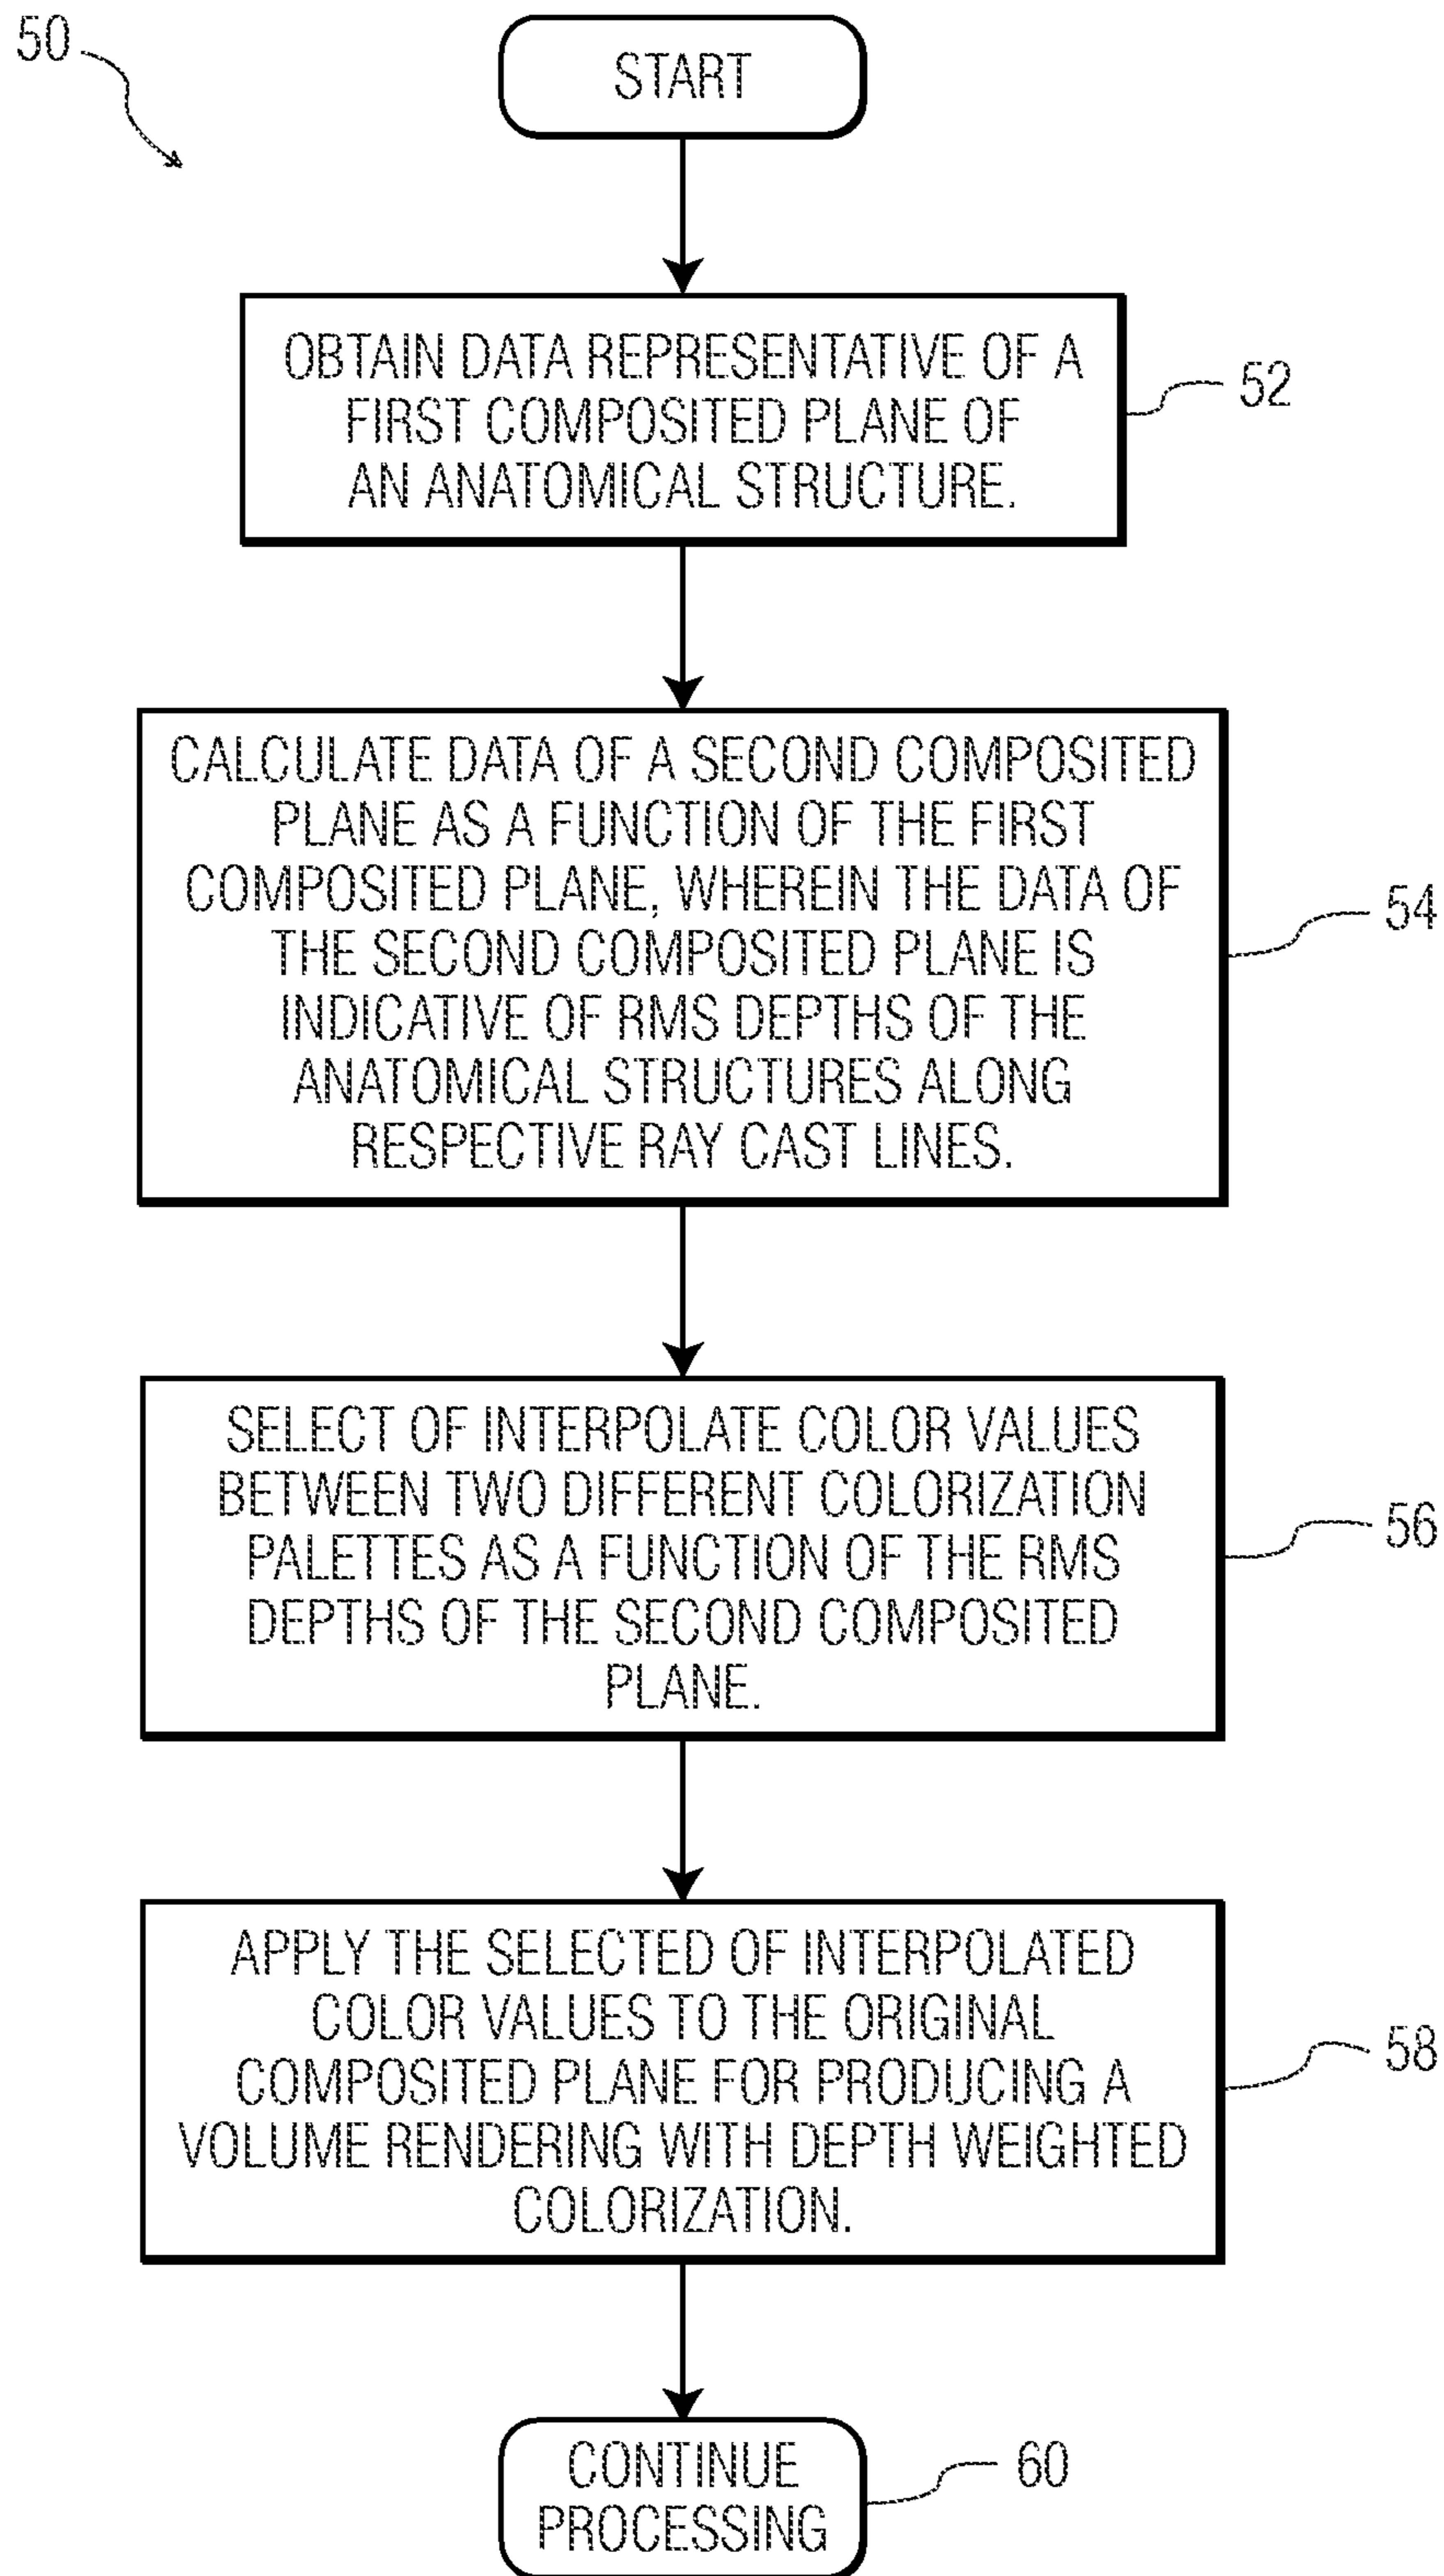 50
START
OBTAIN DATA REPRESENTATIVE OF A
FIRST COMPOSITED PLANE OF
AN ANATOMICAL STRUCTURE.
52
CALCULATE DATA OF A SECOND COMPOSITED
PLANE AS A FUNCTION OF THE FIRST
COMPOSITED PLANE, WHEREIN THE DATA OF
THE SECOND COMPOSITED PLANE IS
INDICATIVE OF RMS DEPTHS OF THE
ANATOMICAL STRUCTURES ALONG
RESPECTIVE RAY CAST LINES.
54
SELECT OF INTERPOLATE COLOR VALUES
BETWEEN TWO DIFFERENT COLORIZATION
PALETTES AS A FUNCTION OF THE RMS
DEPTHS OF THE SECOND COMPOSITED
PLANE.
56
APPLY THE SELECTED OF INTERPOLATED
COLOR VALUES TO THE ORIGINAL
COMPOSITED PLANE FOR PRODUCING A
VOLUME RENDERING WITH DEPTH WEIGHTED
COLORIZATION.
58
CONTINUE
PROCESSING
60